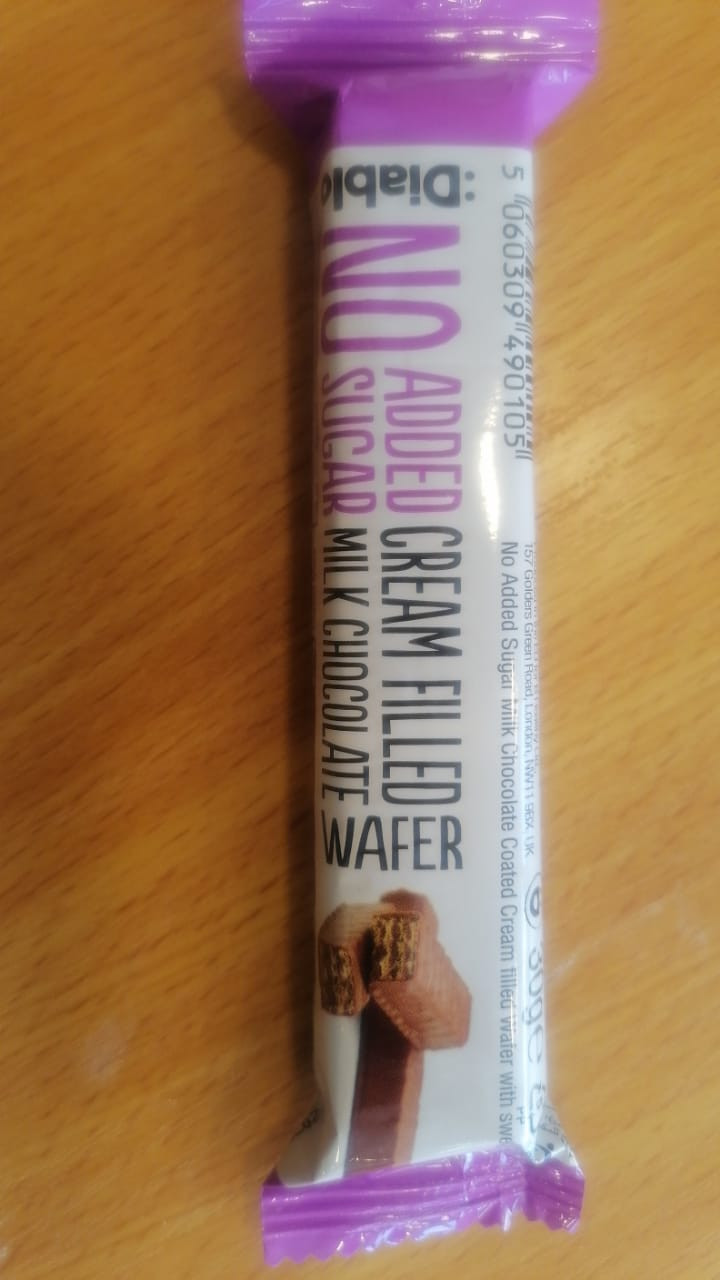 :Diablo
NO ADDED
SUGAR
CREAM FILLED
MILK CHOCOLATE
WAFER
5 060309 490105
157 Golders Green Road, London, NW11 9BX, UK
No Added Sugar Milk Chocolate Coated Cream filled Wafer with swe
30g℮
PP